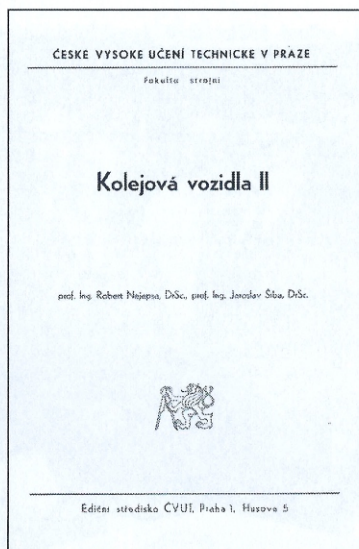 ČESKÉ VYSOKÉ UČENÍ TECHNICKÉ V PRAZE
Fakulta strojní
Kolejová vozidla II
prof. Ing. Robert Nejepsa, DrSc., prof. Ing. Jaroslav Šíba, DrSc.
Ediční středisko ČVUT, Praha 1, Husova 5